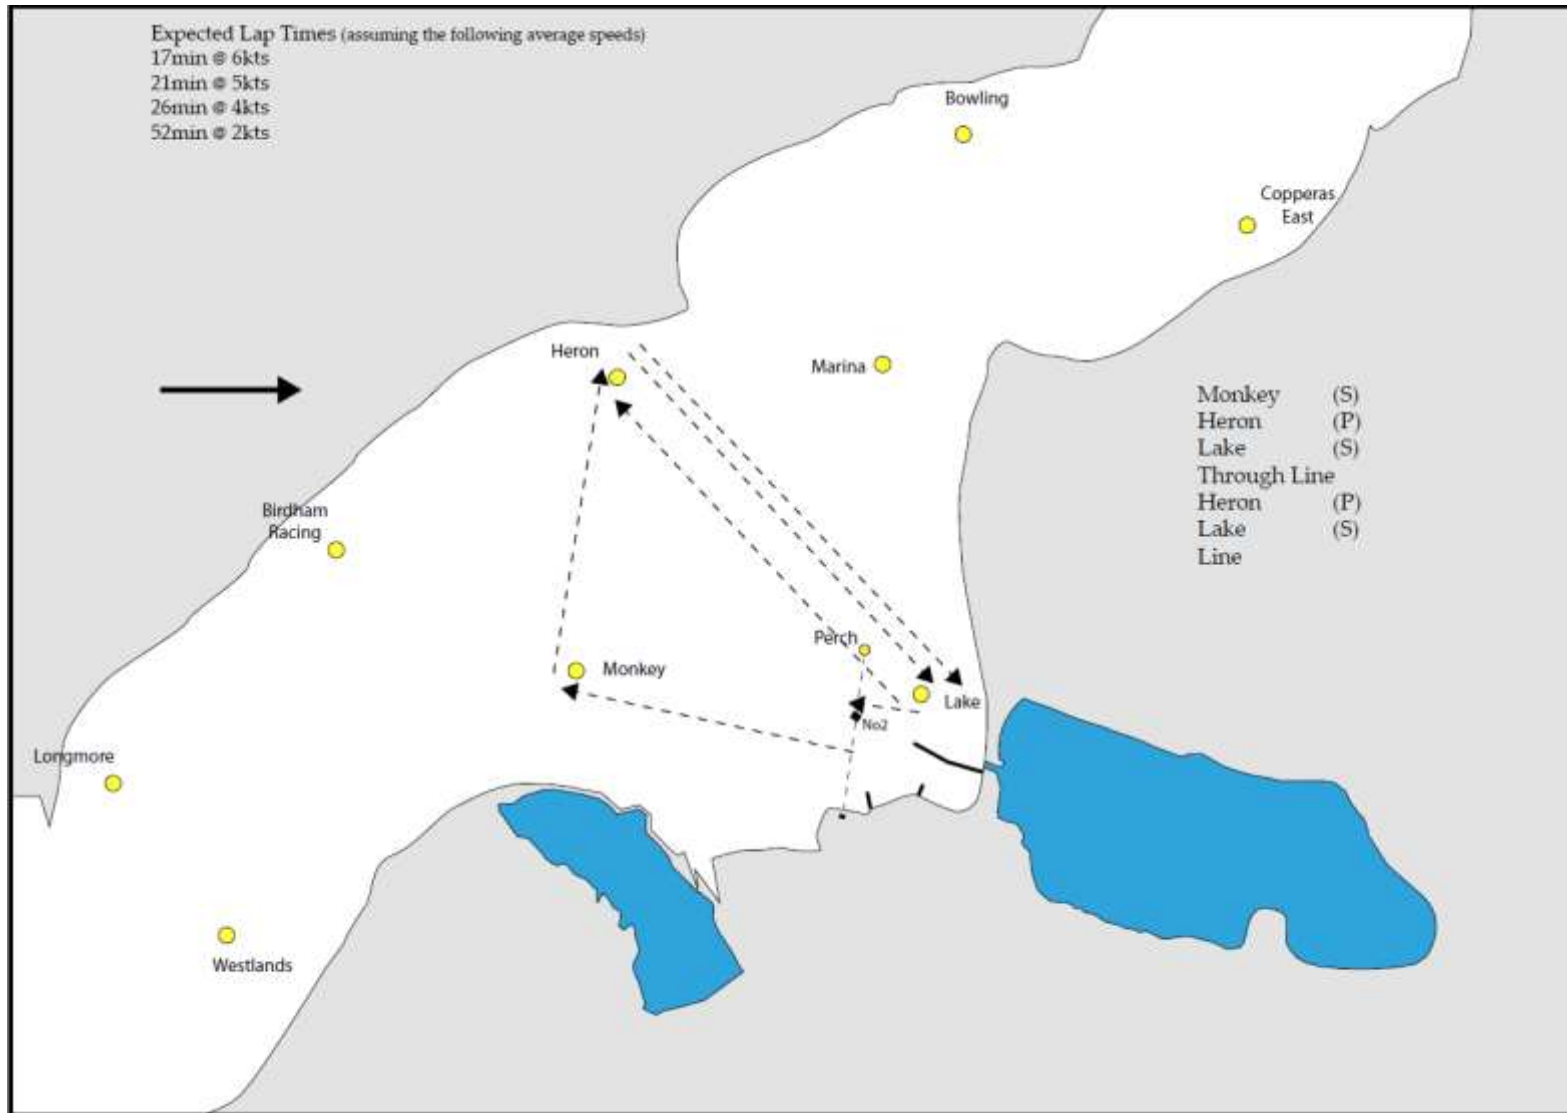 Expected Lap Times (assuming the following average speeds)
17min @ 6kts
21min @ 5kts
26min @ 4kts
52min @ 2kts
Bowling
Copperas
East
Heron
Marina
Monkey (S)
Heron (P)
Lake (S)
Through Line
Heron (P)
Lake (S)
Line
Birdham
Racing
Perch
Monkey
Lake
No2
Longmore
Westlands